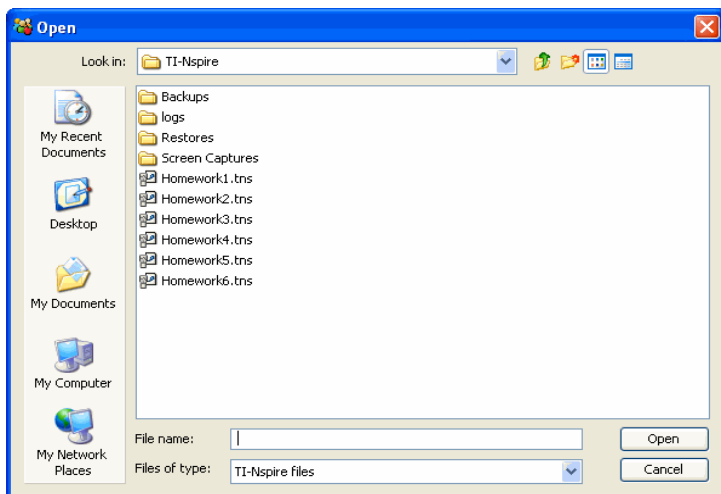 Open
Look in:
TI-Nspire
My Recent
Documents
Desktop
My Documents
My Computer
My Network
Places
Backups
logs
Restores
Screen Captures
Homework1.tns
Homework2.tns
Homework3.tns
Homework4.tns
Homework5.tns
Homework6.tns
File name:
Open
Files of type:
TI-Nspire files
Cancel